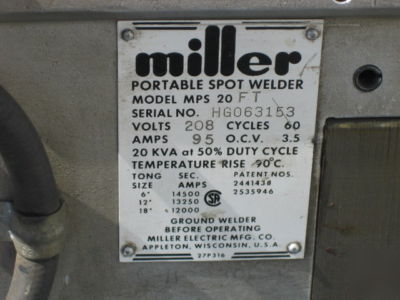 miller
PORTABLE SPOT WELDER
MODEL MPS 20 FT
SERIAL NO. HG063153
VOLTS 208 CYCLES 60
AMPS 95 O.C.V. 3.5
20 KVA at 50% DUTY CYCLE
TEMPERATURE RISE 90°C.
TONG SEC. PATENT NOS.
SIZE AMPS 2441438
6" 14500 2535946
12" 13250 SA
18" 12000
GROUND WELDER
BEFORE OPERATING
MILLER ELECTRIC MFG. CO.
APPLETON, WISCONSIN, U.S.A.
27P316